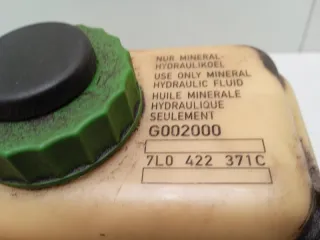 NUR MINERAL-
HYDRAULIKOEL
USE ONLY MINERAL
HYDRAULIC FLUID
HUILE MINERALE
HYDRAULIQUE
SEULEMENT
G002000
7L0 422 371C